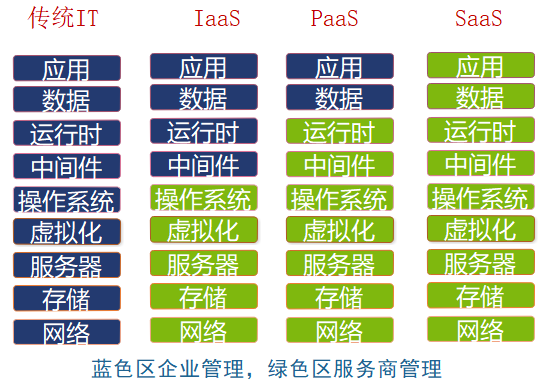 传统IT IaaS PaaS SaaS
应用 应用 应用 应用
数据 数据 数据 数据
运行时 运行时 运行时 运行时
中间件 中间件 中间件 中间件
操作系统 操作系统 操作系统 操作系统
虚拟化 虚拟化 虚拟化 虚拟化
服务器 服务器 服务器 服务器
存储 存储 存储 存储
网络 网络 网络 网络
蓝色区企业管理，绿色区服务商管理